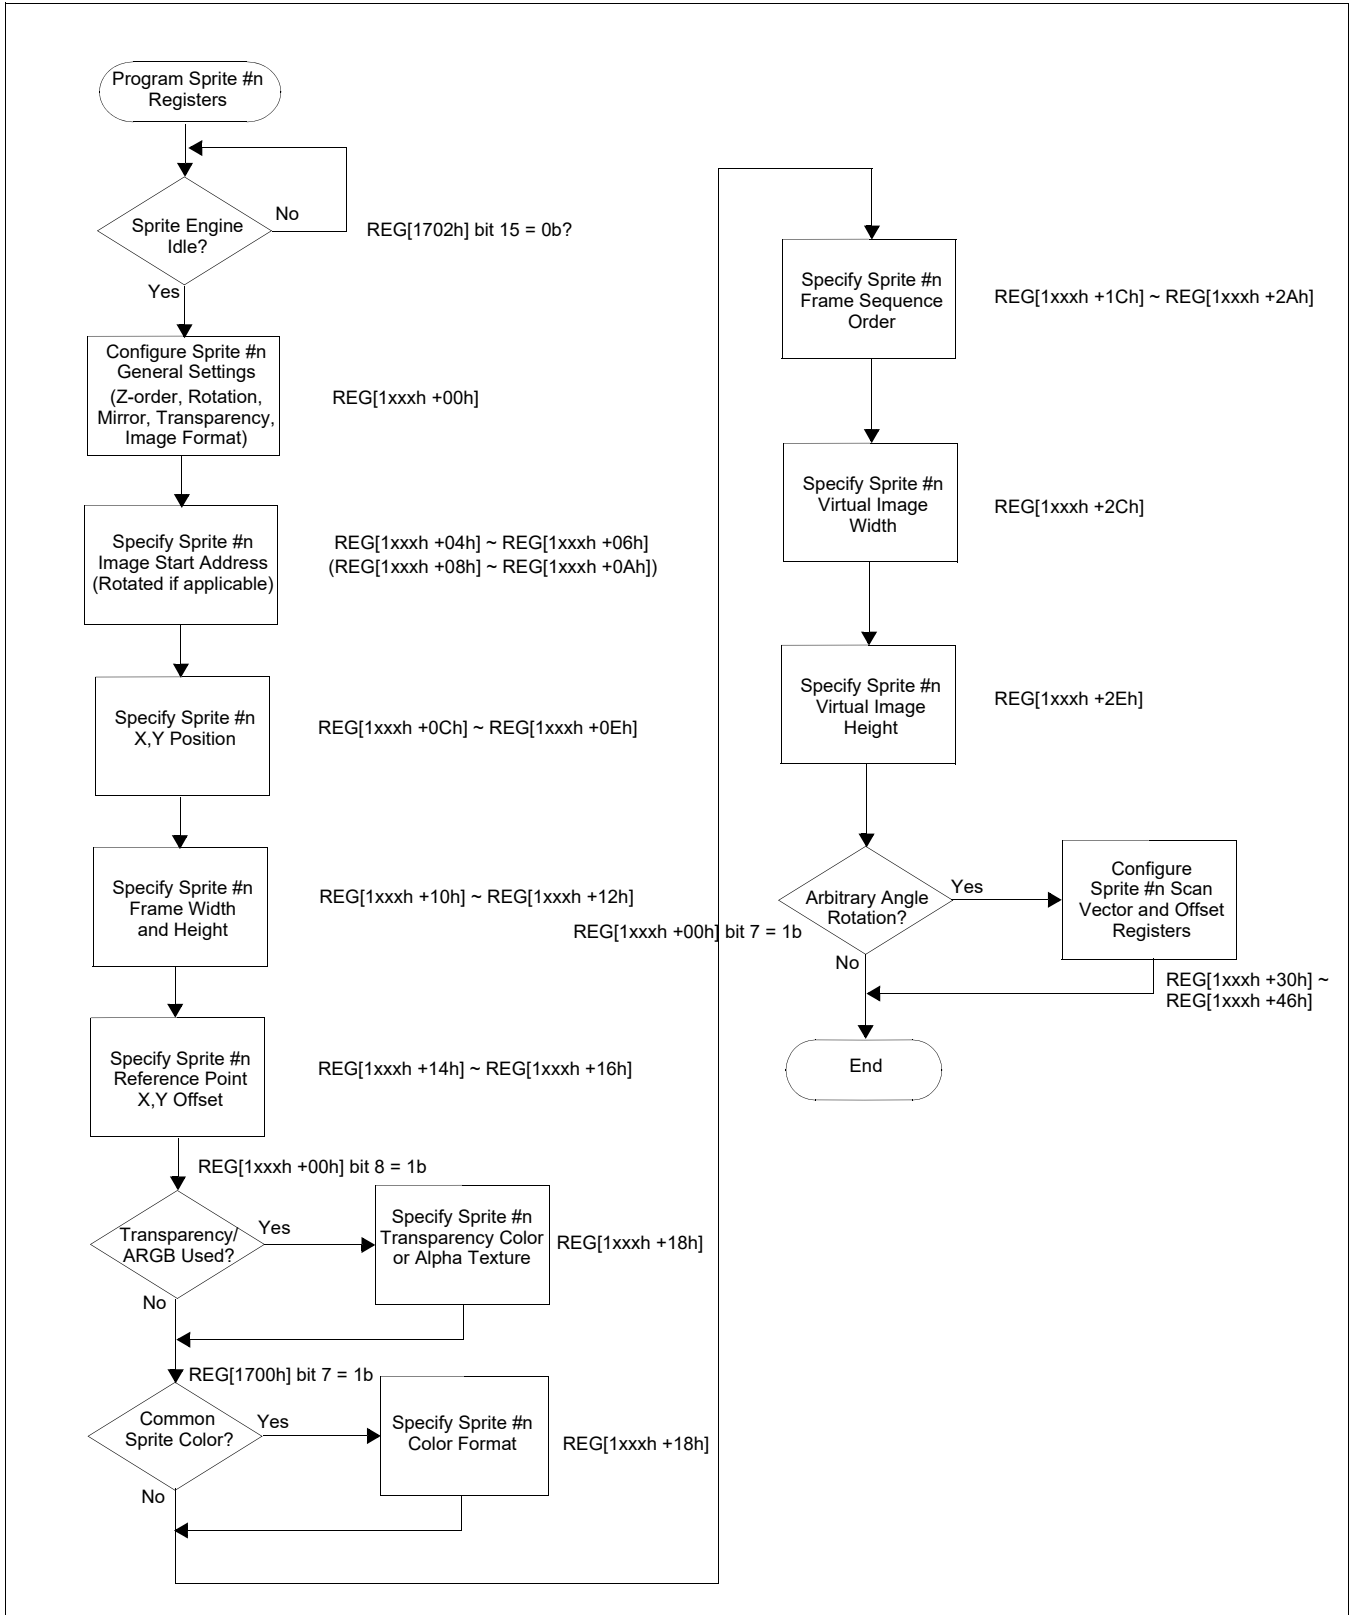 Program Sprite #n
Registers
Sprite Engine
Idle?
No
REG[1702h] bit 15 = 0b?
Yes
Configure Sprite #n
General Settings
(Z-order, Rotation,
Mirror, Transparency,
Image Format)
REG[1xxxh +00h]
Specify Sprite #n
Image Start Address
(Rotated if applicable)
REG[1xxxh +04h] ~ REG[1xxxh +06h]
(REG[1xxxh +08h] ~ REG[1xxxh +0Ah])
Specify Sprite #n
X,Y Position
REG[1xxxh +0Ch] ~ REG[1xxxh +0Eh]
Specify Sprite #n
Frame Width
and Height
REG[1xxxh +10h] ~ REG[1xxxh +12h]
Specify Sprite #n
Reference Point
X,Y Offset
REG[1xxxh +14h] ~ REG[1xxxh +16h]
REG[1xxxh +00h] bit 8 = 1b
Transparency/
ARGB Used?
Yes
Specify Sprite #n
Transparency Color
or Alpha Texture
REG[1xxxh +18h]
No
REG[1700h] bit 7 = 1b
Common
Sprite Color?
Yes
Specify Sprite #n
Color Format
REG[1xxxh +18h]
No
Specify Sprite #n
Frame Sequence
Order
REG[1xxxh +1Ch] ~ REG[1xxxh +2Ah]
Specify Sprite #n
Virtual Image
Width
REG[1xxxh +2Ch]
Specify Sprite #n
Virtual Image
Height
REG[1xxxh +2Eh]
Arbitrary Angle
Rotation?
REG[1xxxh +00h] bit 7 = 1b
Yes
Configure
Sprite #n Scan
Vector and Offset
Registers
No
REG[1xxxh +30h] ~
REG[1xxxh +46h]
End